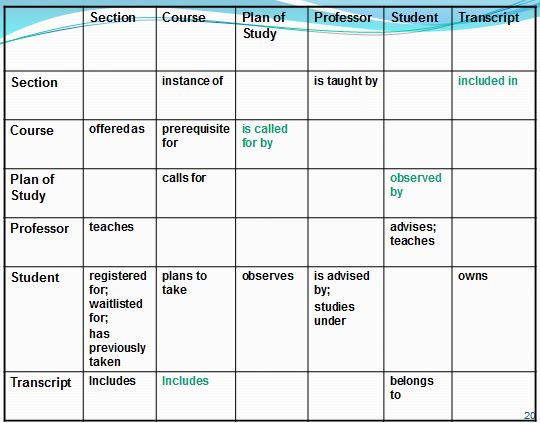 Section Course Plan of Study Professor Student Transcript
Section instance of is taught by included in
Course offered as prerequisite for is called for by
Plan of Study calls for observed by
Professor teaches advises; teaches
Student registered for; waitlisted for; has previously taken plans to take observes is advised by; studies under owns
Transcript Includes Includes belongs to
20